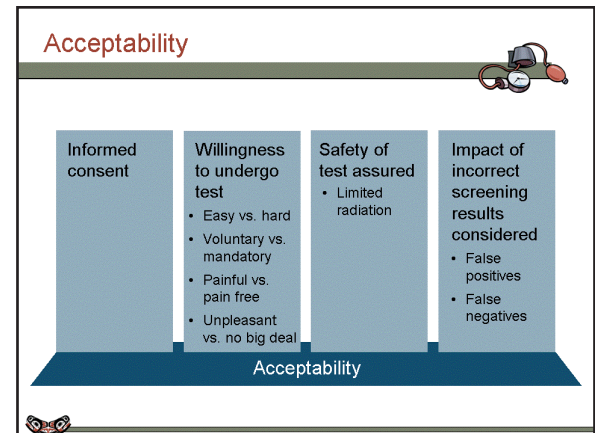 Acceptability
Informed
consent
Willingness
to undergo
test
• Easy vs. hard
• Voluntary vs.
mandatory
• Painful vs.
pain free
• Unpleasant
vs. no big deal
Safety of
test assured
• Limited
radiation
Impact of
incorrect
screening
results
considered
• False
positives
• False
negatives
Acceptability